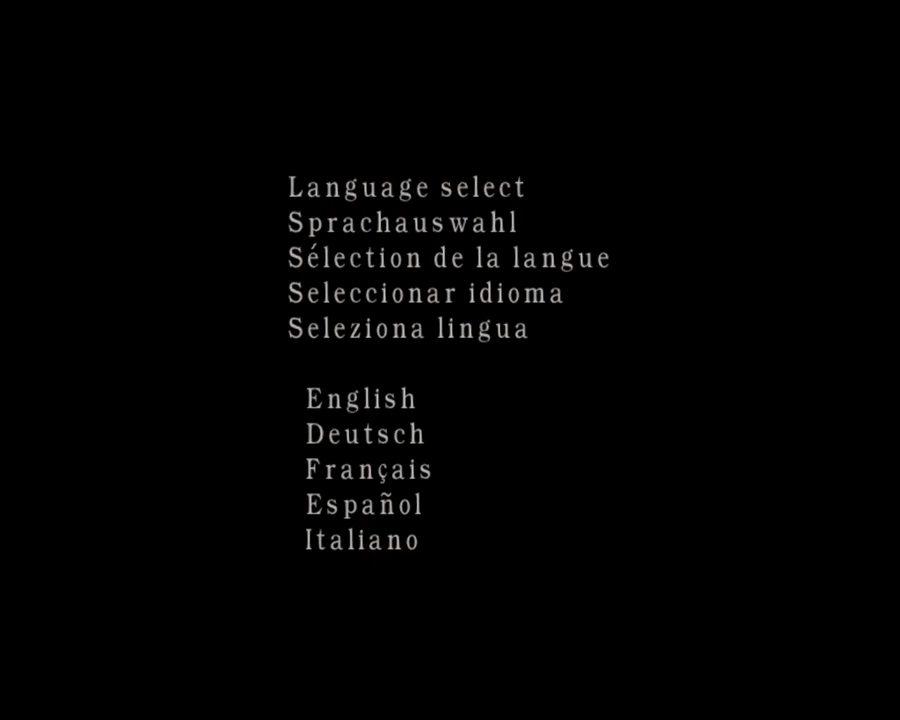 Language select
Sprachauswahl
Sélection de la langue
Seleccionar idioma
Seleziona lingua
English
Deutsch
Français
Español
Italiano